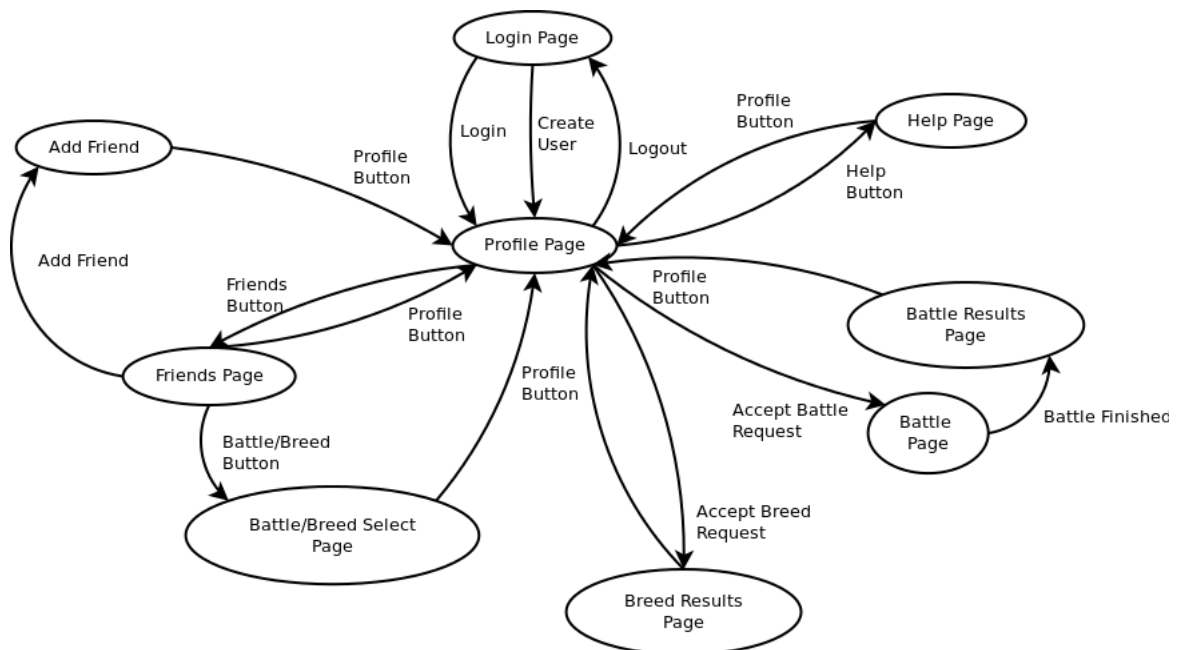 Login Page
Login
Create
User
Logout
Profile
Button
Help Page
Help
Button
Add Friend
Profile
Button
Add Friend
Profile Page
Friends
Button
Profile
Button
Friends Page
Battle/Breed
Button
Battle/Breed Select
Page
Profile
Button
Profile
Button
Battle Results
Page
Accept Battle
Request
Battle
Page
Battle Finished
Accept Breed
Request
Breed Results
Page